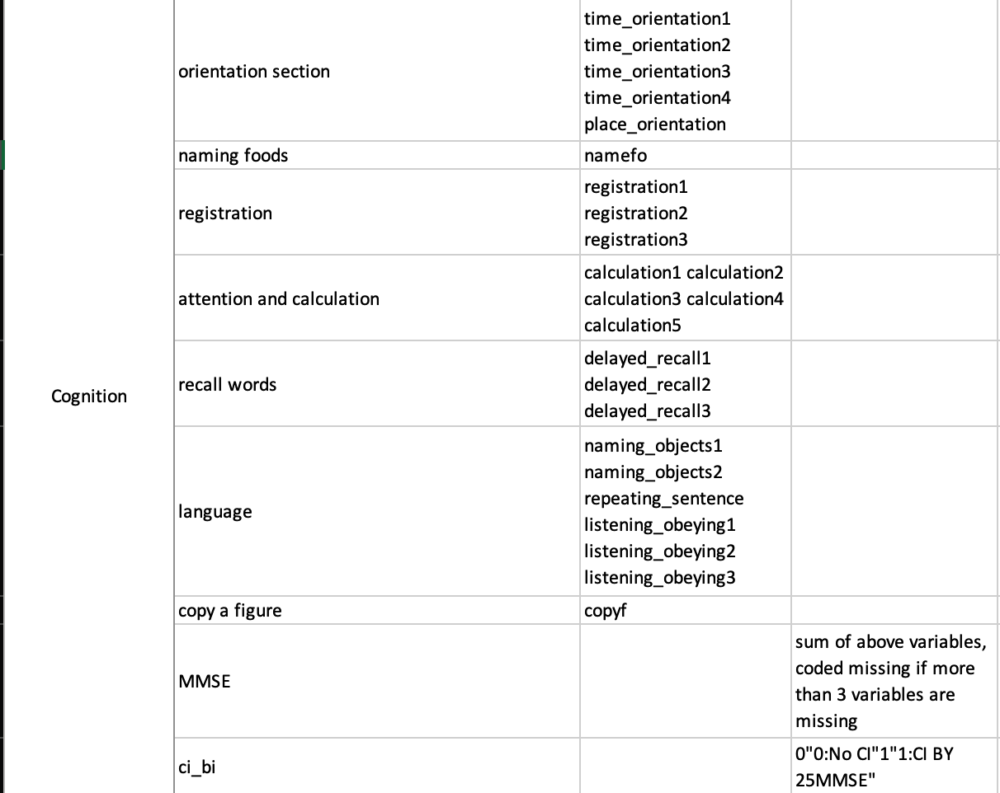 Cognition
orientation section
time_orientation1
time_orientation2
time_orientation3
time_orientation4
place_orientation
naming foods
namefo
registration
registration1
registration2
registration3
attention and calculation
calculation1 calculation2
calculation3 calculation4
calculation5
recall words
delayed_recall1
delayed_recall2
delayed_recall3
language
naming_objects1
naming_objects2
repeating_sentence
listening_obeying1
listening_obeying2
listening_obeying3
copy a figure
copyf
MMSE
sum of above variables,
coded missing if more
than 3 variables are
missing
ci_bi
0"0:No CI"1"1:CI BY
25MMSE"